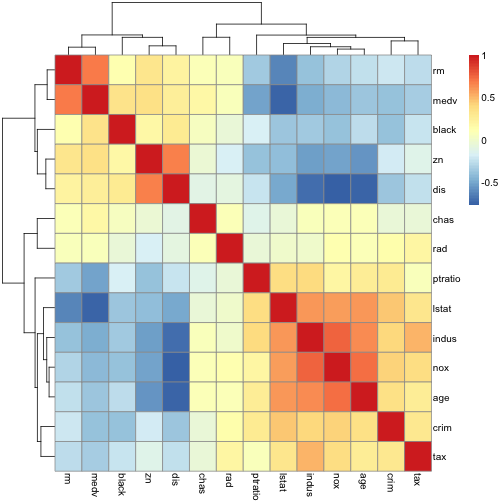 1
0.5
0
-0.5
rm
medv
black
zn
dis
chas
rad
ptratio
lstat
indus
nox
age
crim
tax
rm
medv
black
zn
dis
chas
rad
ptratio
lstat
indus
nox
age
crim
tax